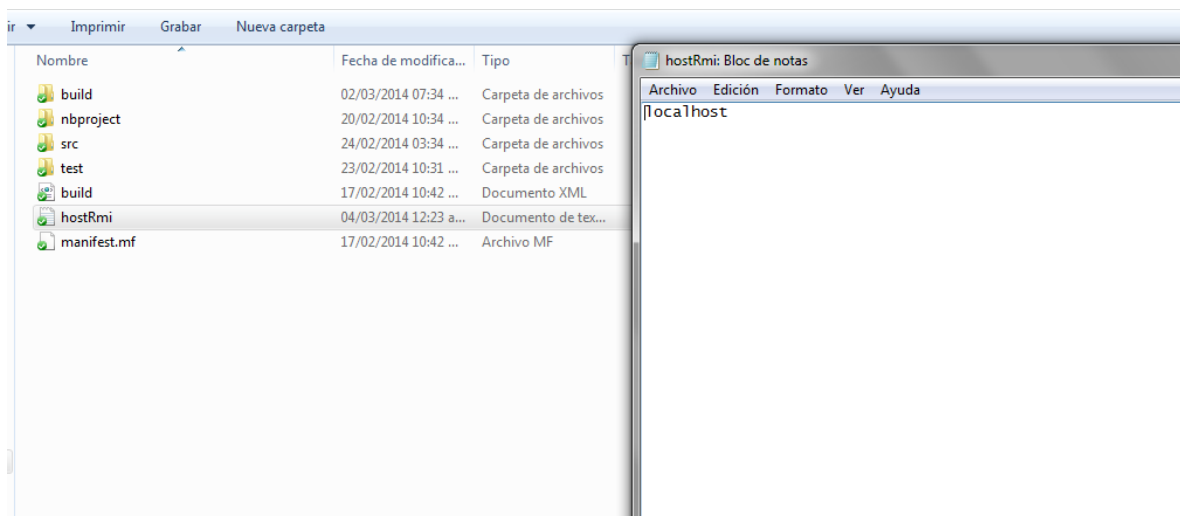 ir Imprimir Grabar Nueva carpeta
Nombre Fecha de modifica... Tipo T
build 02/03/2014 07:34 ... Carpeta de archivos
nbproject 20/02/2014 10:34 ... Carpeta de archivos
src 24/02/2014 03:34 ... Carpeta de archivos
test 23/02/2014 10:31 ... Carpeta de archivos
build 17/02/2014 10:42 ... Documento XML
hostRmi 04/03/2014 12:23 a... Documento de tex...
manifest.mf 17/02/2014 10:42 ... Archivo MF
hostRmi: Bloc de notas
Archivo Edición Formato Ver Ayuda
localhost